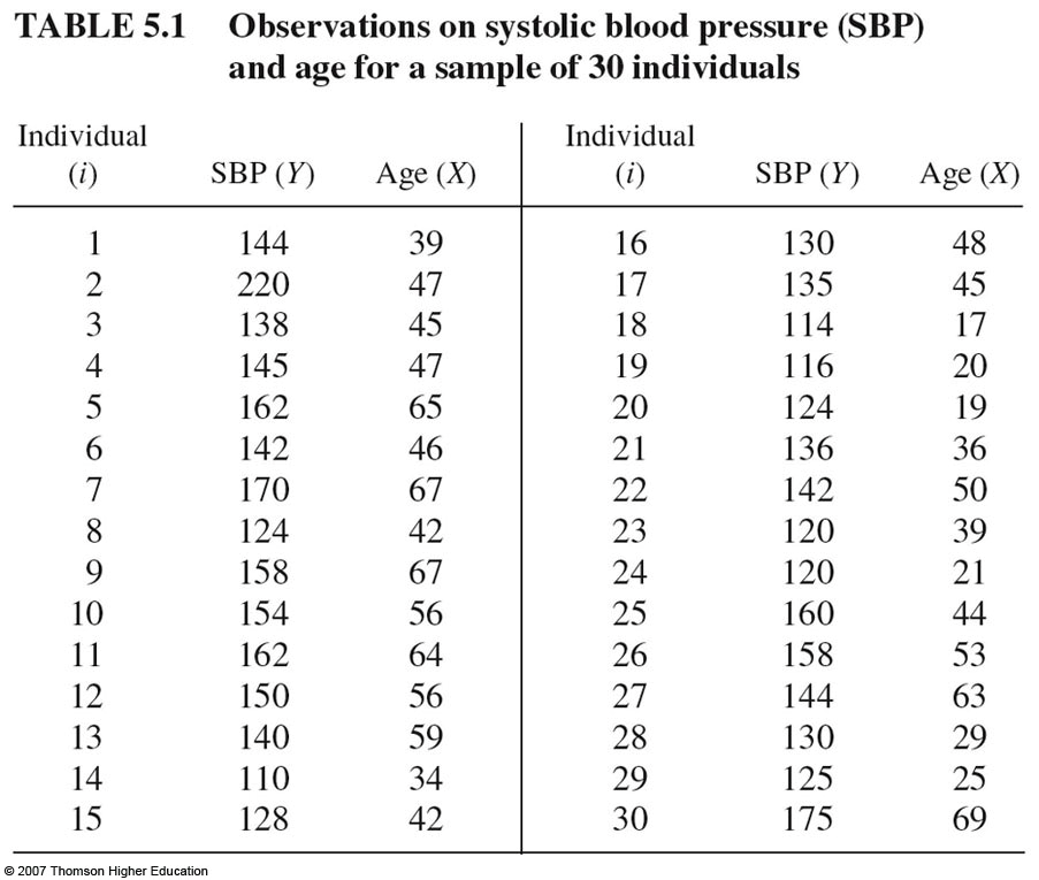 TABLE 5.1 Observations on systolic blood pressure (SBP)
and age for a sample of 30 individuals
Individual Individual
(i) SBP (Y) Age (X) (i) SBP (Y) Age (X)
1 144 39 16 130 48
2 220 47 17 135 45
3 138 45 18 114 17
4 145 47 19 116 20
5 162 65 20 124 19
6 142 46 21 136 36
7 170 67 22 142 50
8 124 42 23 120 39
9 158 67 24 120 21
10 154 56 25 160 44
11 162 64 26 158 53
12 150 56 27 144 63
13 140 59 28 130 29
14 110 34 29 125 25
15 128 42 30 175 69
© 2007 Thomson Higher Education